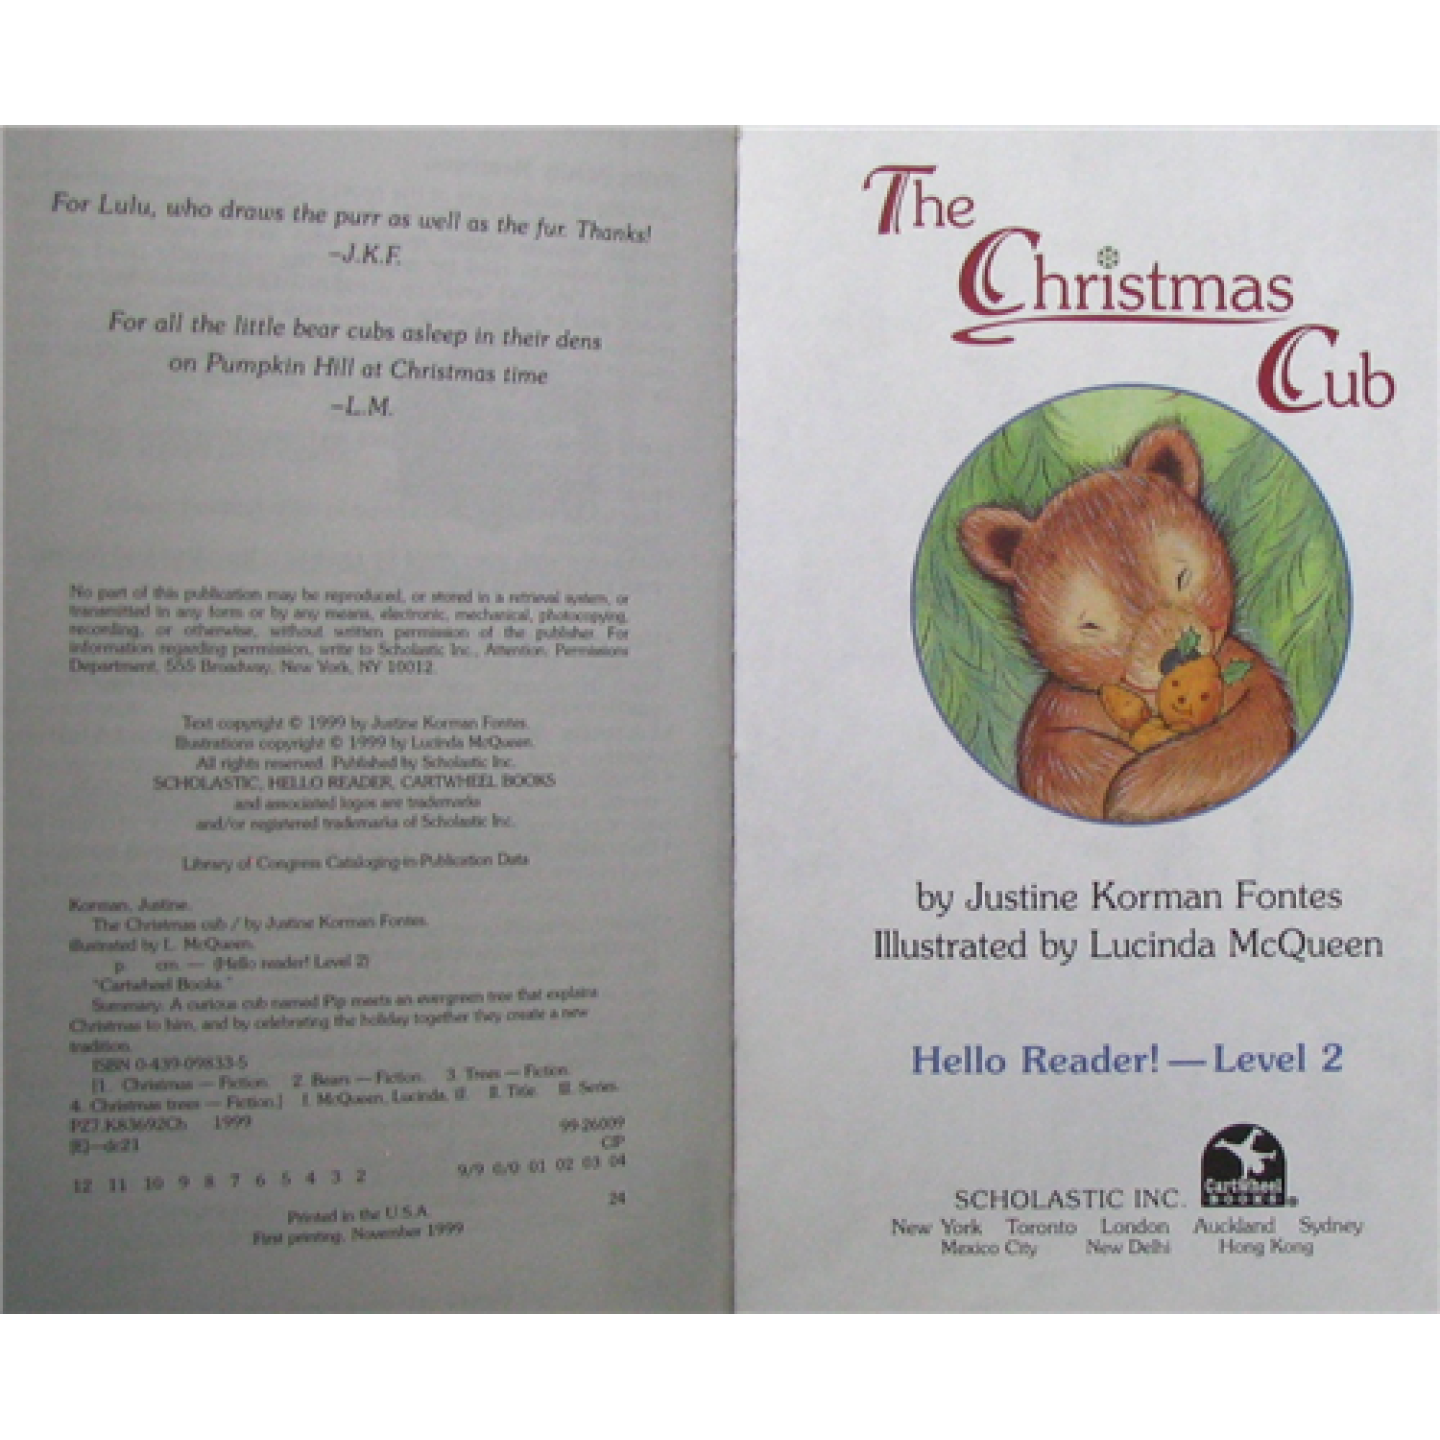 For Lulu, who draws the purr as well as the fur. Thanks!
–J.K.F.
For all the little bear cubs asleep in their dens
on Pumpkin Hill at Christmas time
–L.M.
No part of this publication may be reproduced, or stored in a retrieval system, or
transmitted in any form or by any means, electronic, mechanical, photocopying,
recording, or otherwise, without written permission of the publisher. For
information regarding permission, write to Scholastic Inc., Attention: Permissions
Department, 555 Broadway, New York, NY 10012.
Text copyright © 1999 by Justine Korman Fontes.
Illustrations copyright © 1999 by Lucinda McQueen.
All rights reserved. Published by Scholastic Inc.
SCHOLASTIC, HELLO READER, CARTWHEEL BOOKS
and associated logos are trademarks
and/or registered trademarks of Scholastic Inc.
Library of Congress Cataloging-in-Publication Data
Korman, Justine.
The Christmas cub / by Justine Korman Fontes.
illustrated by L. McQueen.
p. cm. — (Hello reader! Level 2)
"Cartwheel Books."
Summary: A curious cub named Pip meets an evergreen tree that explains
Christmas to him, and by celebrating the holiday together they create a new
tradition.
ISBN 0-439-09833-5
[1. Christmas — Fiction. 2. Bears — Fiction. 3. Trees — Fiction.
4. Christmas trees — Fiction.] I. McQueen, Lucinda, ill. II. Title. III. Series.
PZ7.K83692Ch 1999
[E]—dc21
99-26009
CIP
12 11 10 9 8 7 6 5 4 3 2
9/9 0/0 01 02 03 04
24
Printed in the U.S.A.
First printing, November 1999
The
Christmas
Cub
by Justine Korman Fontes
Illustrated by Lucinda McQueen
Hello Reader! — Level 2
CartWheel
BOOKS ®
SCHOLASTIC INC.
New York Toronto London Auckland Sydney
Mexico City New Delhi Hong Kong